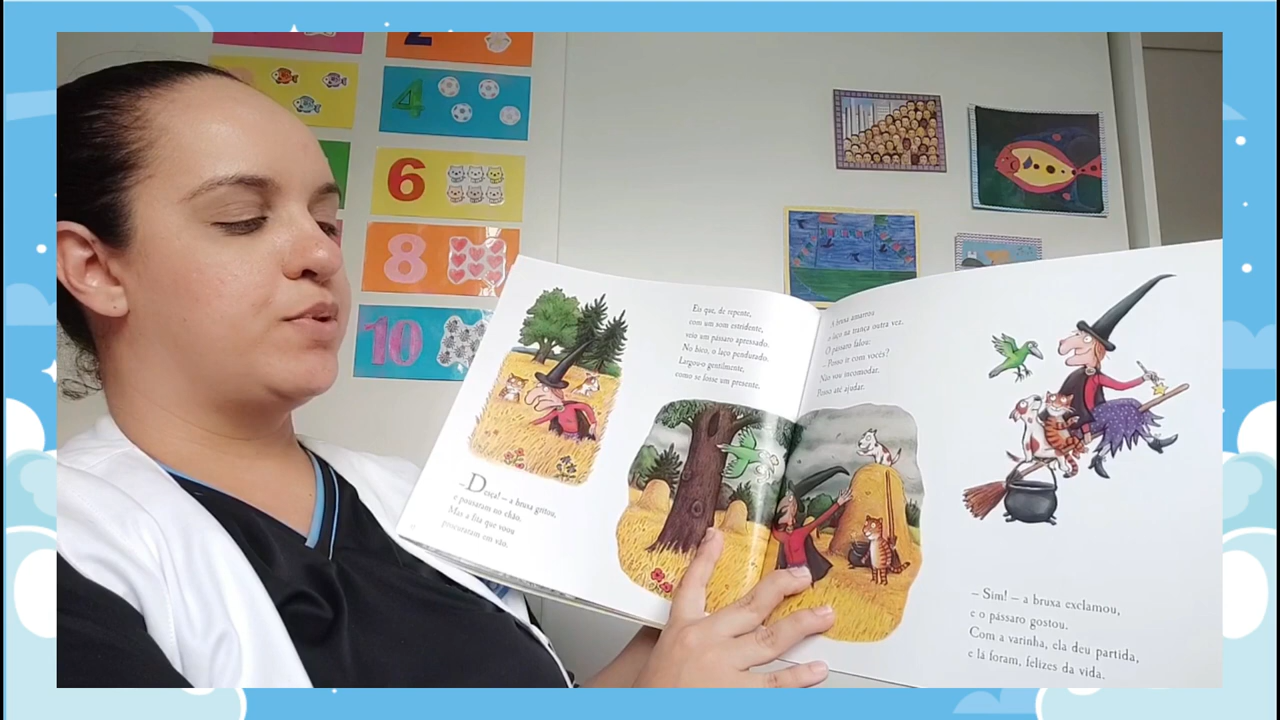 2
4
6
8
10
– Desça! – a bruxa gritou,
e pousaram no chão.
Mas a fita que voou
procuraram em vão.
Eis que, de repente,
com um som estridente,
veio um pássaro apressado.
No bico, o laço pendurado.
Largou-o gentilmente,
como se fosse um presente.
A bruxa amarrou
o laço na trança outra vez.
O pássaro falou:
– Posso ir com vocês?
Não vou incomodar.
Posso até ajudar.
– Sim! – a bruxa exclamou,
e o pássaro gostou.
Com a varinha, ela deu partida,
e lá foram, felizes da vida.